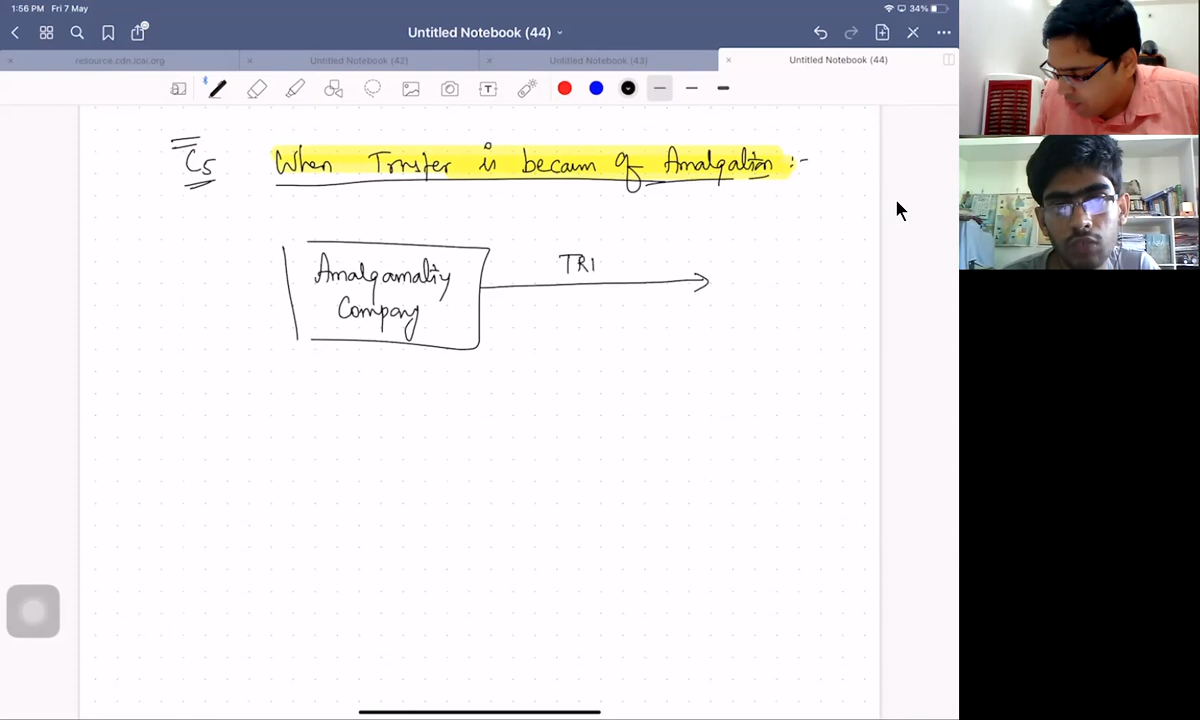 1:56 PM Fri 7 May
34%
Untitled Notebook (44)
resource.cdn.icai.org
Untitled Notebook (42)
Untitled Notebook (43)
Untitled Notebook (44)
C5 When Trnsfer is becaum of Amalgation :-
Amalgamatiy
Company
TRI